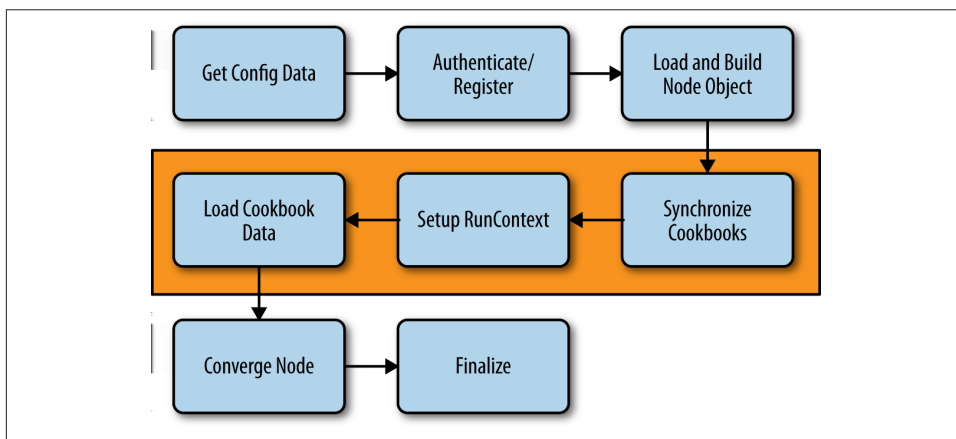 Get Config Data
Authenticate/
Register
Load and Build
Node Object
Load Cookbook
Data
Setup RunContext
Synchronize
Cookbooks
Converge Node
Finalize